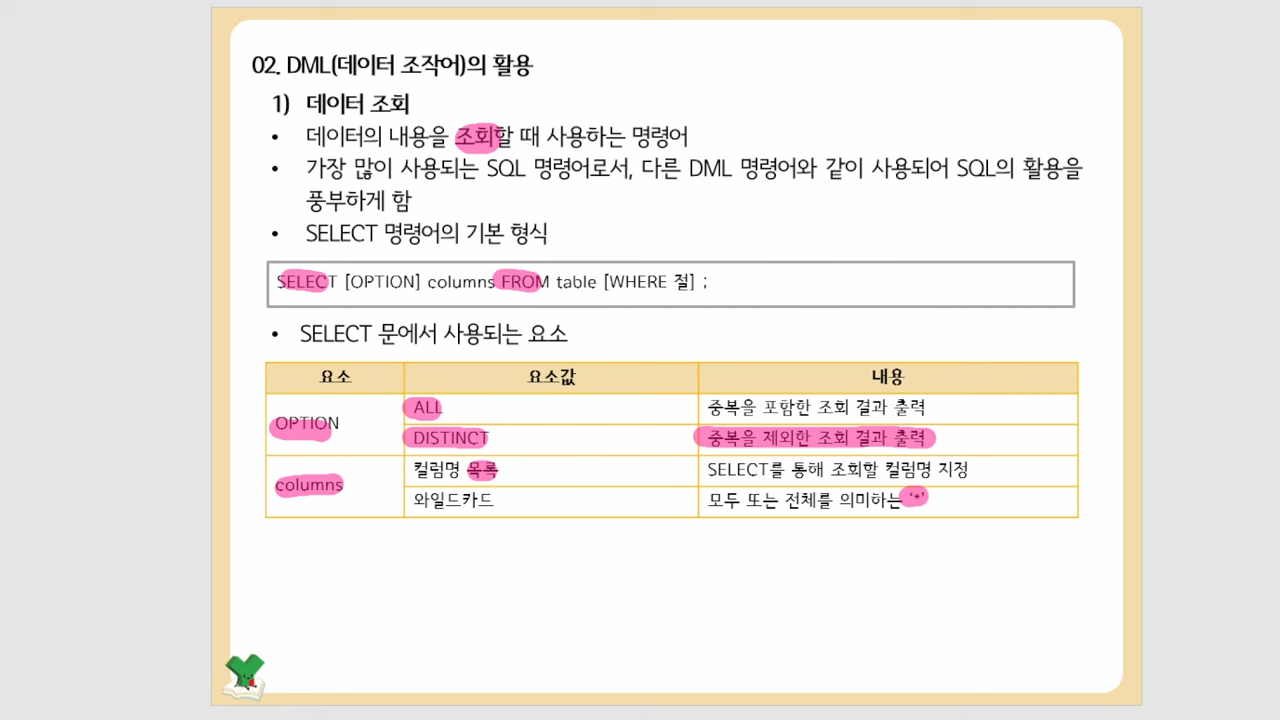 02. DML(데이터 조작어)의 활용
1) 데이터 조회
• 데이터의 내용을 조회할 때 사용하는 명령어
• 가장 많이 사용되는 SQL 명령어로서, 다른 DML 명령어와 같이 사용되어 SQL의 활용을
풍부하게 함
• SELECT 명령어의 기본 형식
SELECT [OPTION] columns FROM table [WHERE 절] ;
• SELECT 문에서 사용되는 요소
요소 요소값 내용
OPTION
ALL 중복을 포함한 조회 결과 출력
DISTINCT 중복을 제외한 조회 결과 출력
columns
컬럼명 목록 SELECT를 통해 조회할 컬럼명 지정
와일드카드 모두 또는 전체를 의미하는 '*'